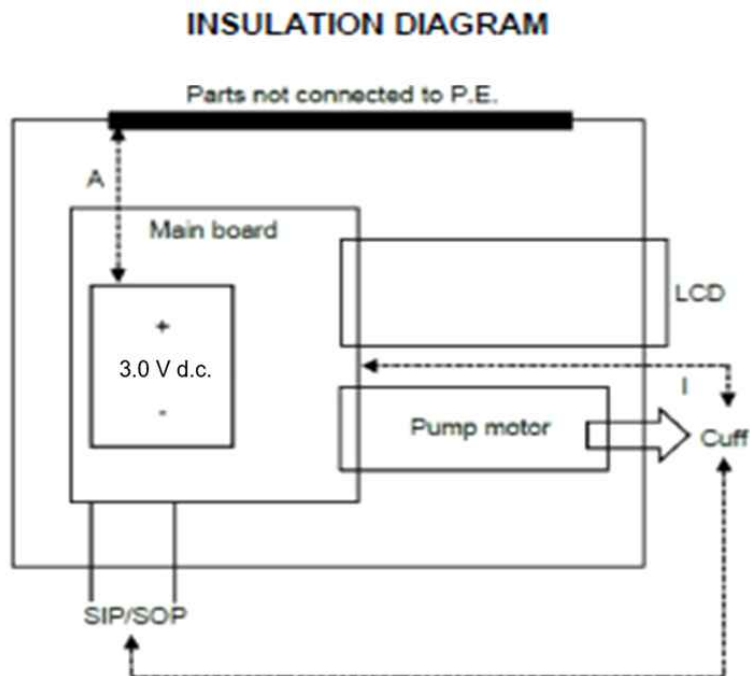 INSULATION DIAGRAM
Parts not connected to P.E.
A
Main board
LCD
+
3.0 V d.c.
-
I
Pump motor
Cuff
SIP/SOP